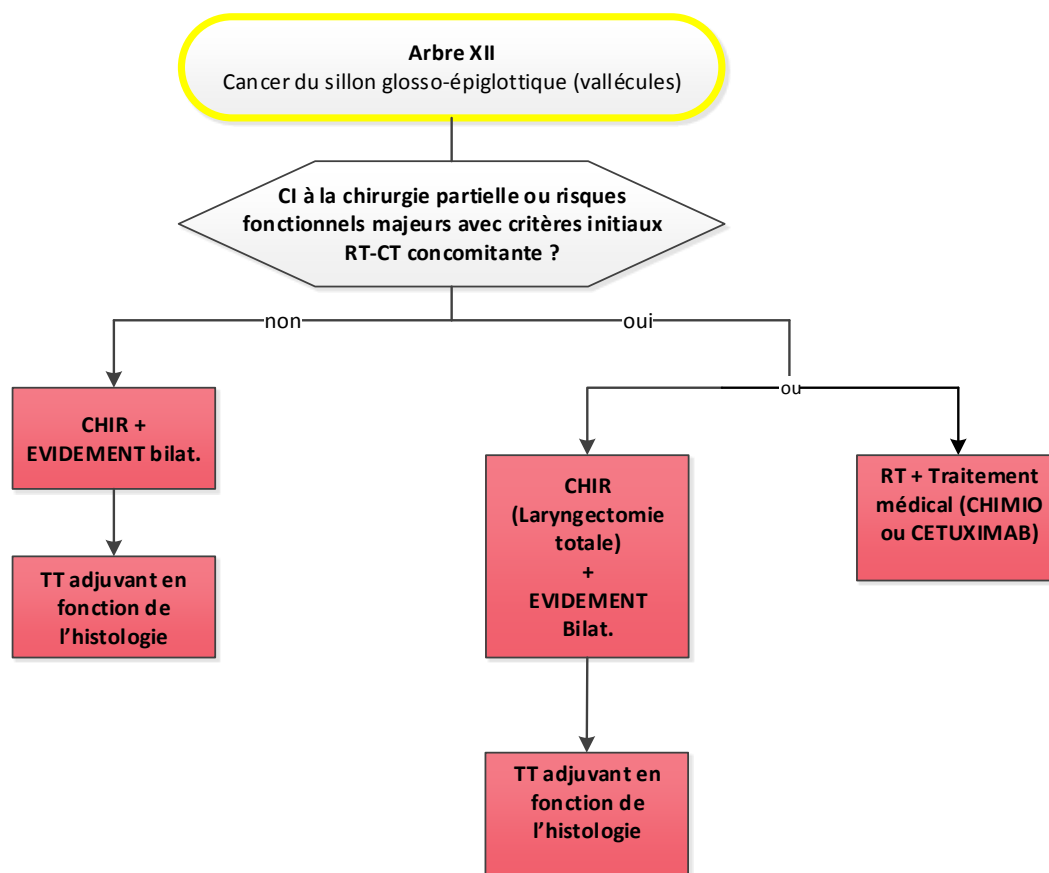 Arbre XII
Cancer du sillon glosso-épiglottique (vallécules)
CI à la chirurgie partielle ou risques
fonctionnels majeurs avec critères initiaux
RT-CT concomitante ?
non
oui
ou
CHIR +
EVIDEMENT bilat.
TT adjuvant en
fonction de
l’histologie
CHIR
(Laryngectomie
totale)
+
EVIDEMENT
Bilat.
TT adjuvant en
fonction de
l’histologie
RT + Traitement
médical (CHIMIO
ou CETUXIMAB)